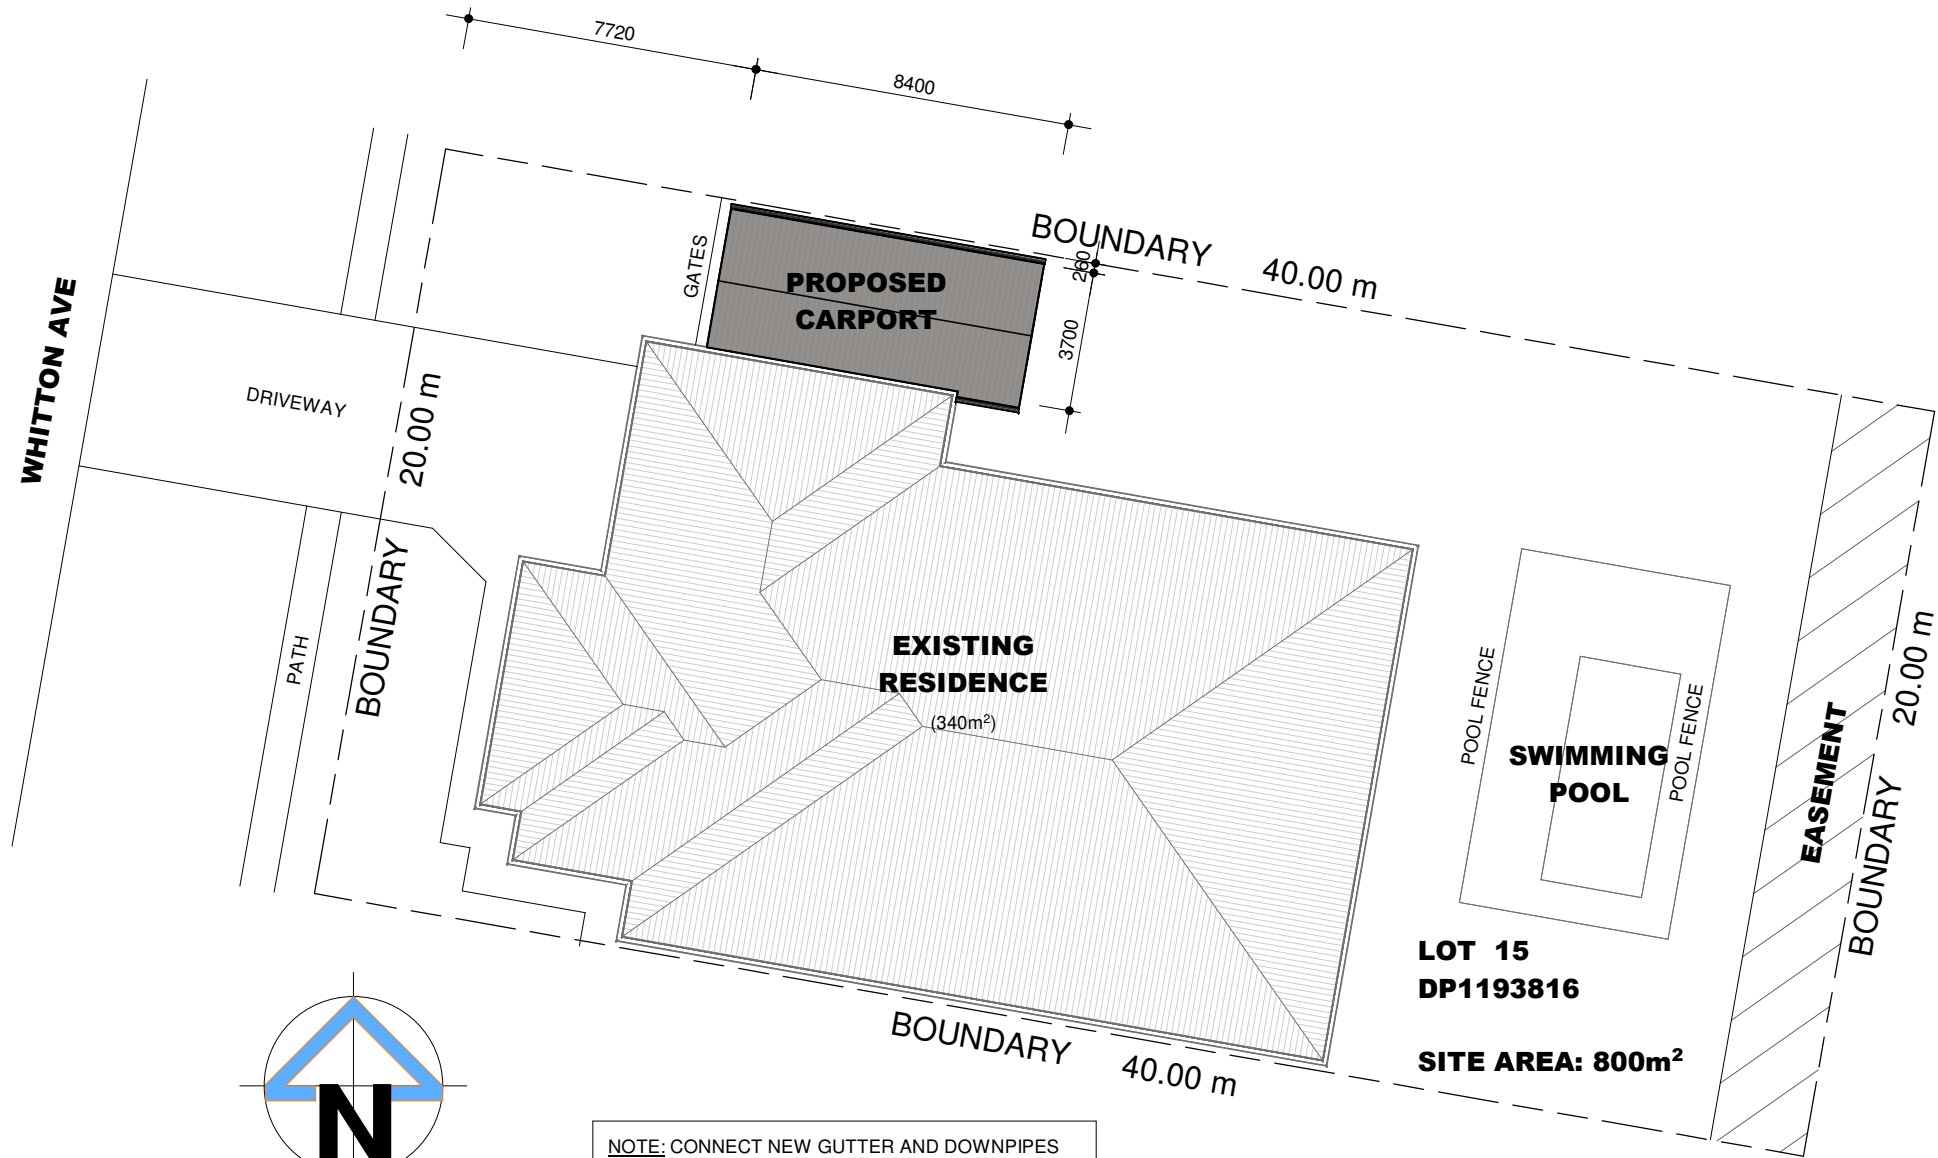 7720
8400
BOUNDARY 40.00 m
260
3700
GATES
PROPOSED
CARPORT
WHITTON AVE
DRIVEWAY
20.00 m
BOUNDARY
PATH
EXISTING
RESIDENCE
(340m²)
POOL FENCE
SWIMMING
POOL
POOL FENCE
EASEMENT
20.00 m
BOUNDARY
LOT 15
DP1193816
SITE AREA: 800m²
BOUNDARY 40.00 m
N
NOTE: CONNECT NEW GUTTER AND DOWNPIPES